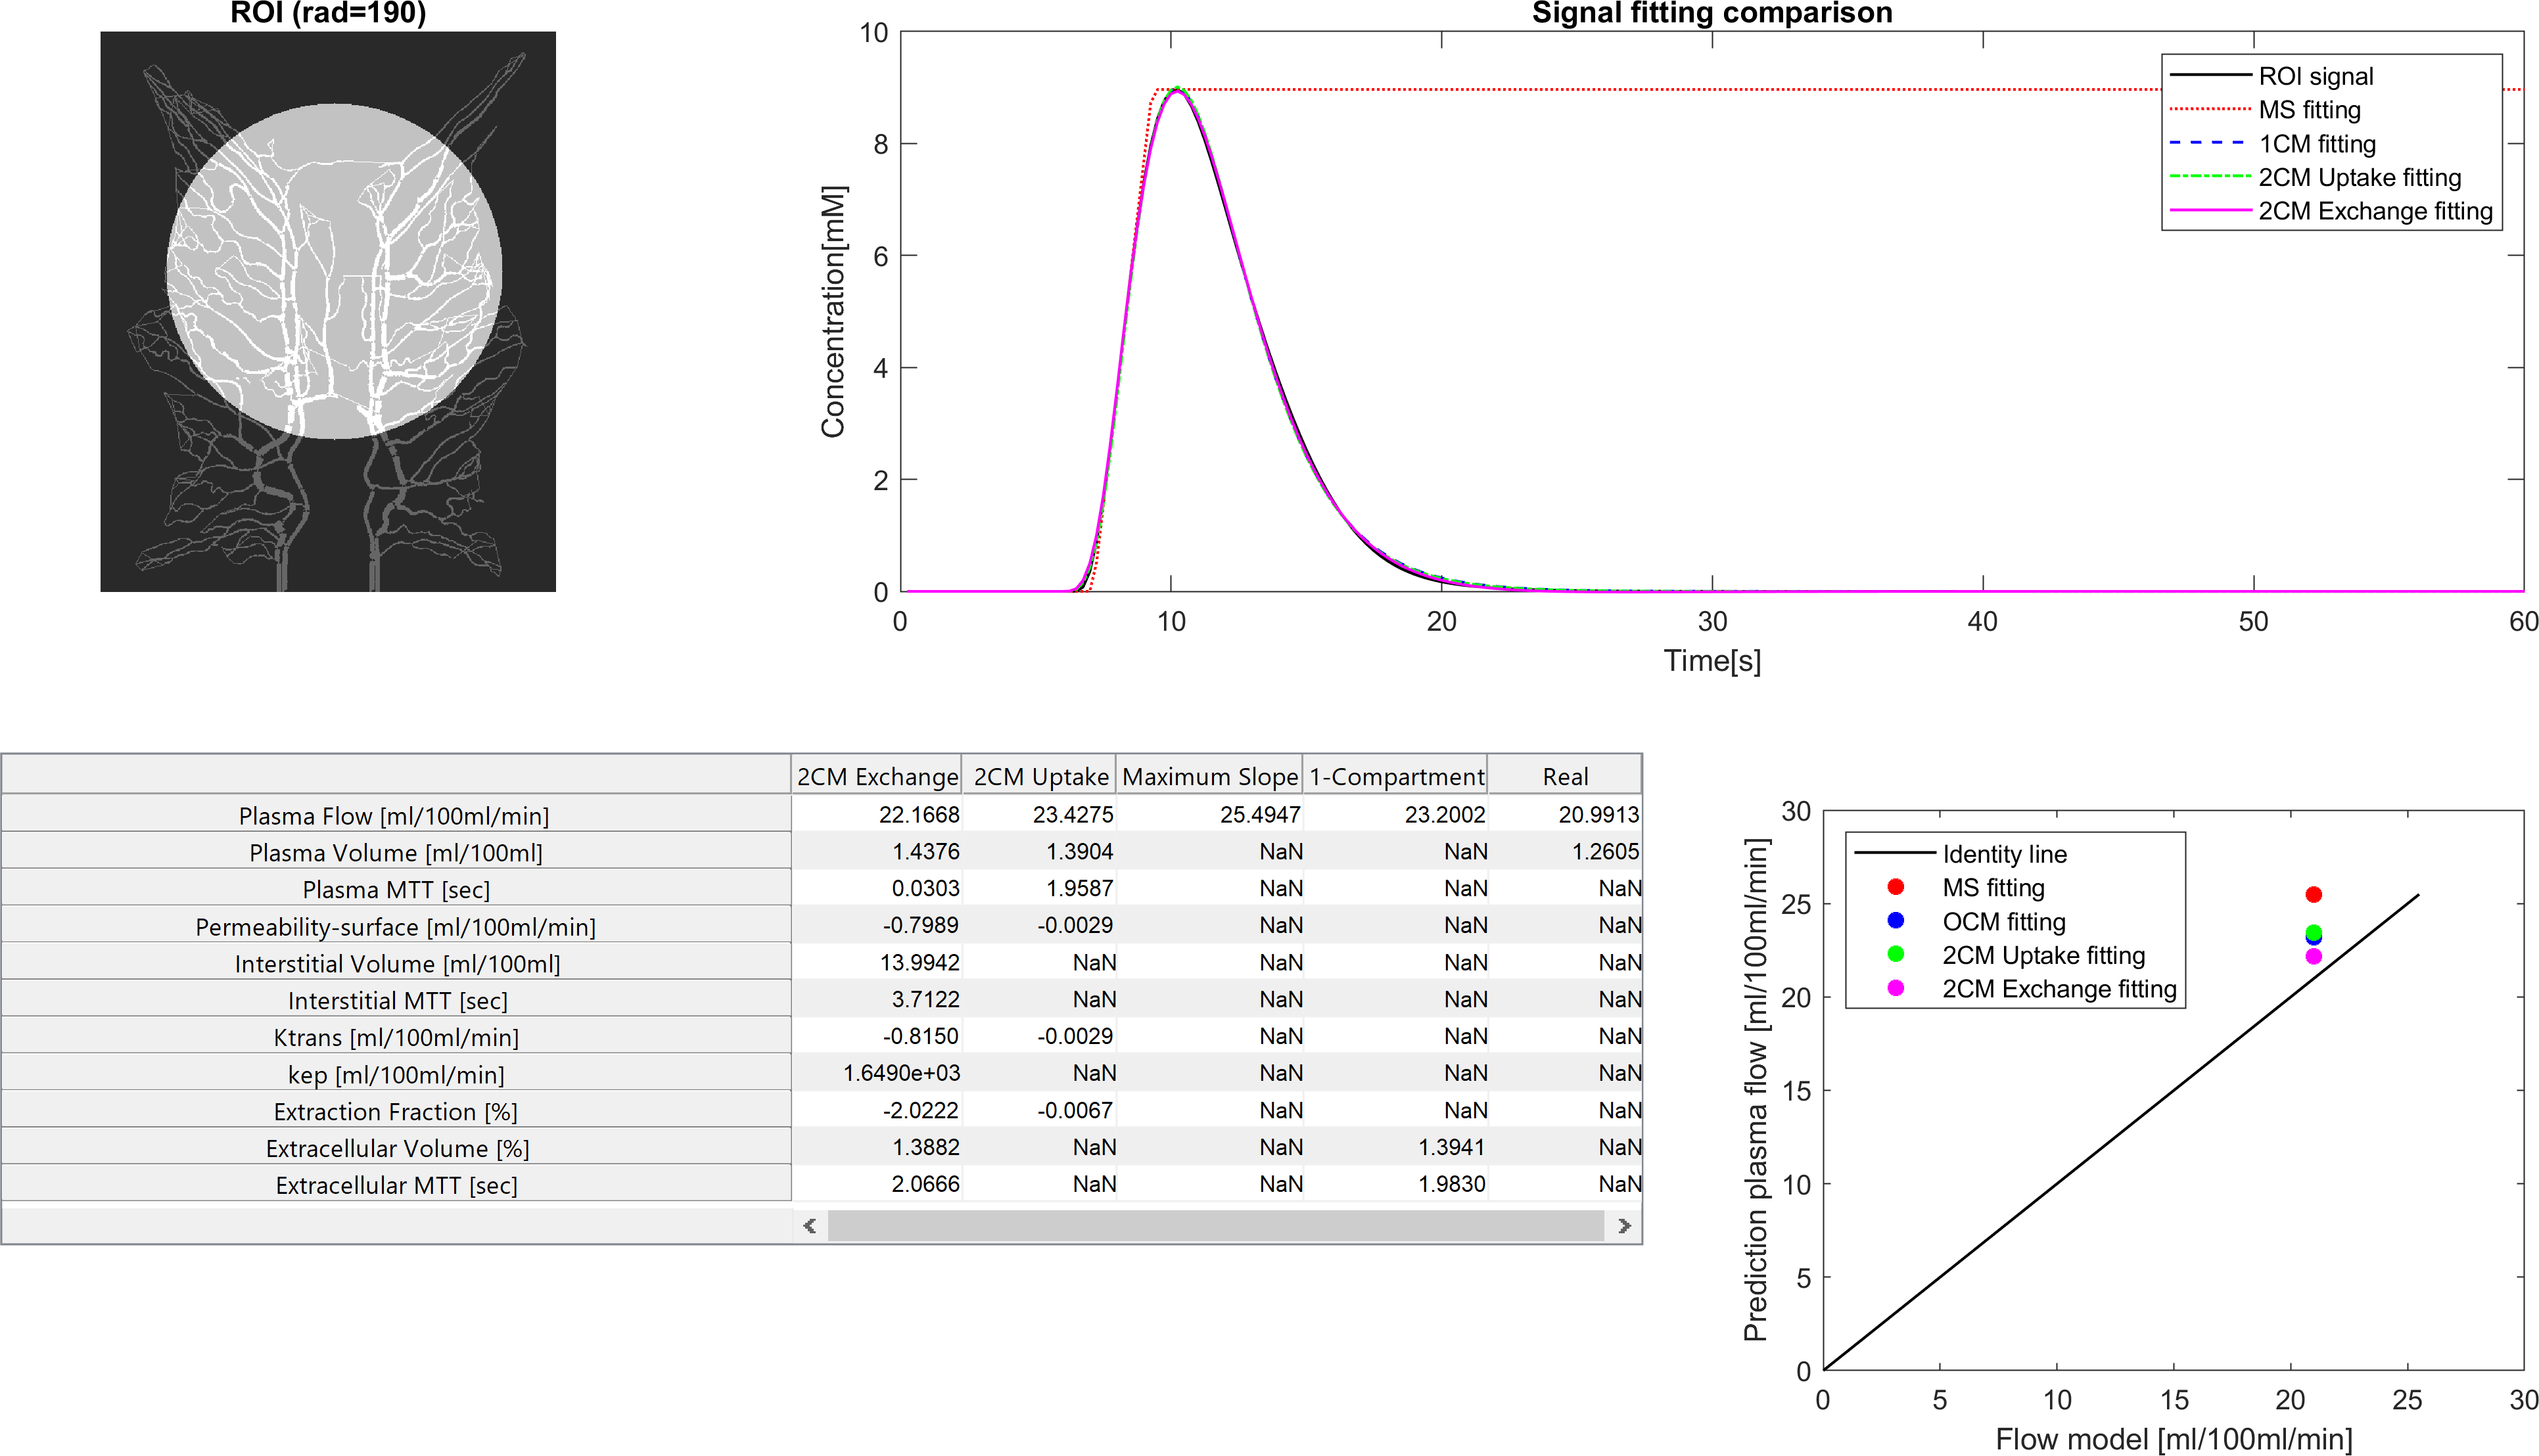 ROI (rad=190)
Signal fitting comparison
10
8
6
4
2
0
Concentration[mM]
0 10 20 30 40 50 60
Time[s]
ROI signal
MS fitting
1CM fitting
2CM Uptake fitting
2CM Exchange fitting
2CM Exchange 2CM Uptake Maximum Slope 1-Compartment Real
Plasma Flow [ml/100ml/min] 22.1668 23.4275 25.4947 23.2002 20.9913
Plasma Volume [ml/100ml] 1.4376 1.3904 NaN NaN 1.2605
Plasma MTT [sec] 0.0303 1.9587 NaN NaN NaN
Permeability-surface [ml/100ml/min] -0.7989 -0.0029 NaN NaN NaN
Interstitial Volume [ml/100ml] 13.9942 NaN NaN NaN NaN
Interstitial MTT [sec] 3.7122 NaN NaN NaN NaN
Ktrans [ml/100ml/min] -0.8150 -0.0029 NaN NaN NaN
kep [ml/100ml/min] 1.6490e+03 NaN NaN NaN NaN
Extraction Fraction [%] -2.0222 -0.0067 NaN NaN NaN
Extracellular Volume [%] 1.3882 NaN NaN 1.3941 NaN
Extracellular MTT [sec] 2.0666 NaN NaN 1.9830 NaN
30
25
20
15
10
5
0
Prediction plasma flow [ml/100ml/min]
Identity line
MS fitting
OCM fitting
2CM Uptake fitting
2CM Exchange fitting
0 5 10 15 20 25 30
Flow model [ml/100ml/min]